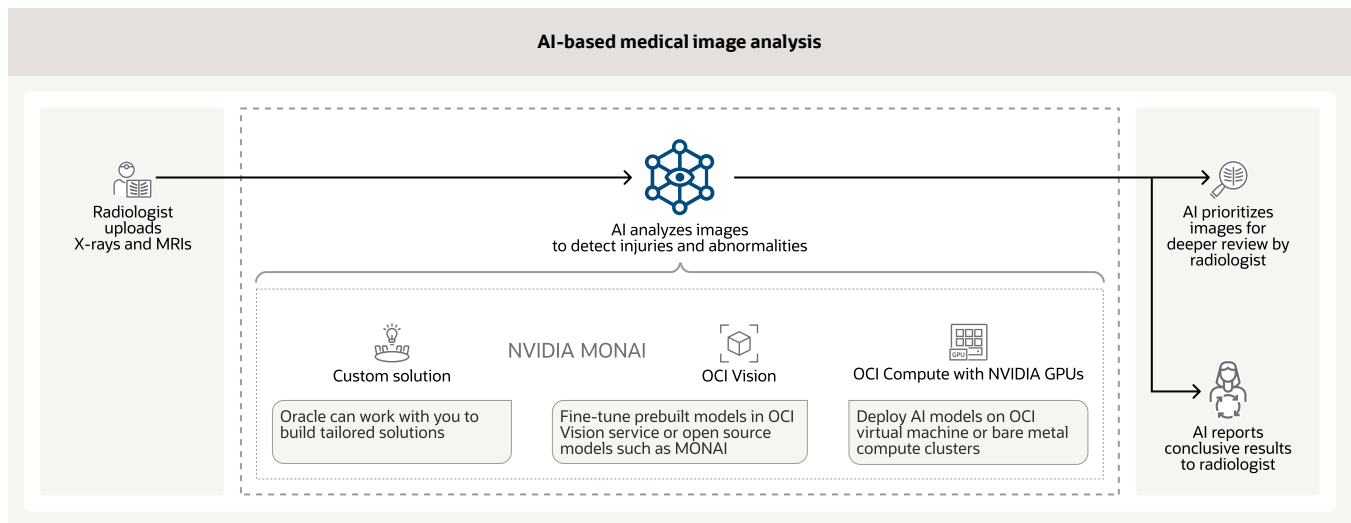 AI-based medical image analysis
Radiologist
uploads
X-rays and MRIs
AI analyzes images
to detect injuries and abnormalities
Custom solution
Oracle can work with you to
build tailored solutions
NVIDIA MONAI
OCI Vision
Fine-tune prebuilt models in OCI
Vision service or open source
models such as MONAI
GPU
OCI Compute with NVIDIA GPUs
Deploy AI models on OCI
virtual machine or bare metal
compute clusters
AI prioritizes
images for
deeper review by
radiologist
AI reports
conclusive results
to radiologist